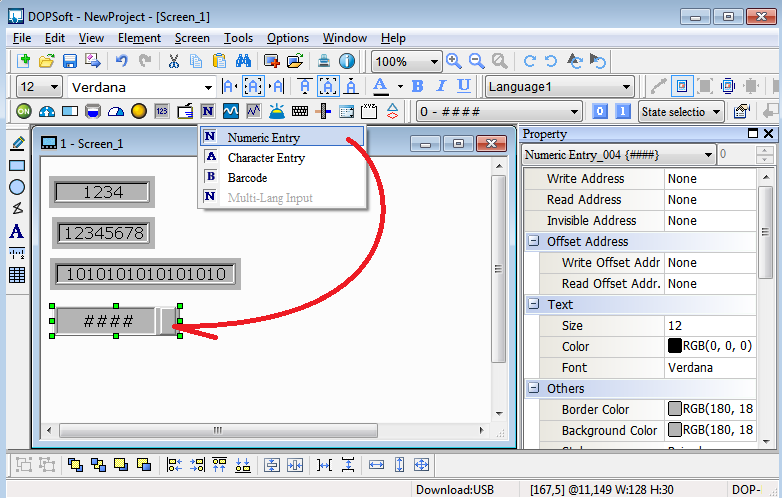 DOPSoft - NewProject - [Screen_1]
File Edit View Element Screen Tools Options Window Help
100%
12 Verdana A A A A A A A B I U Language1
ON 123 N ABC XYZ 0 - #### 0 1 State selectio
1 - Screen_1
N Numeric Entry
A Character Entry
B Barcode
N Multi-Lang Input
1234
12345678
1010101010101010
####
Property
Numeric Entry_004 {####} 0
Write Address None
Read Address None
Invisible Address None
Offset Address
Write Offset Addr None
Read Offset Addr. None
Text
Size 12
Color RGB(0, 0, 0)
Font Verdana
Others
Border Color RGB(180, 18
Background Color RGB(180, 18
Download:USB [167,5] @11,149 W:128 H:30 DOP-